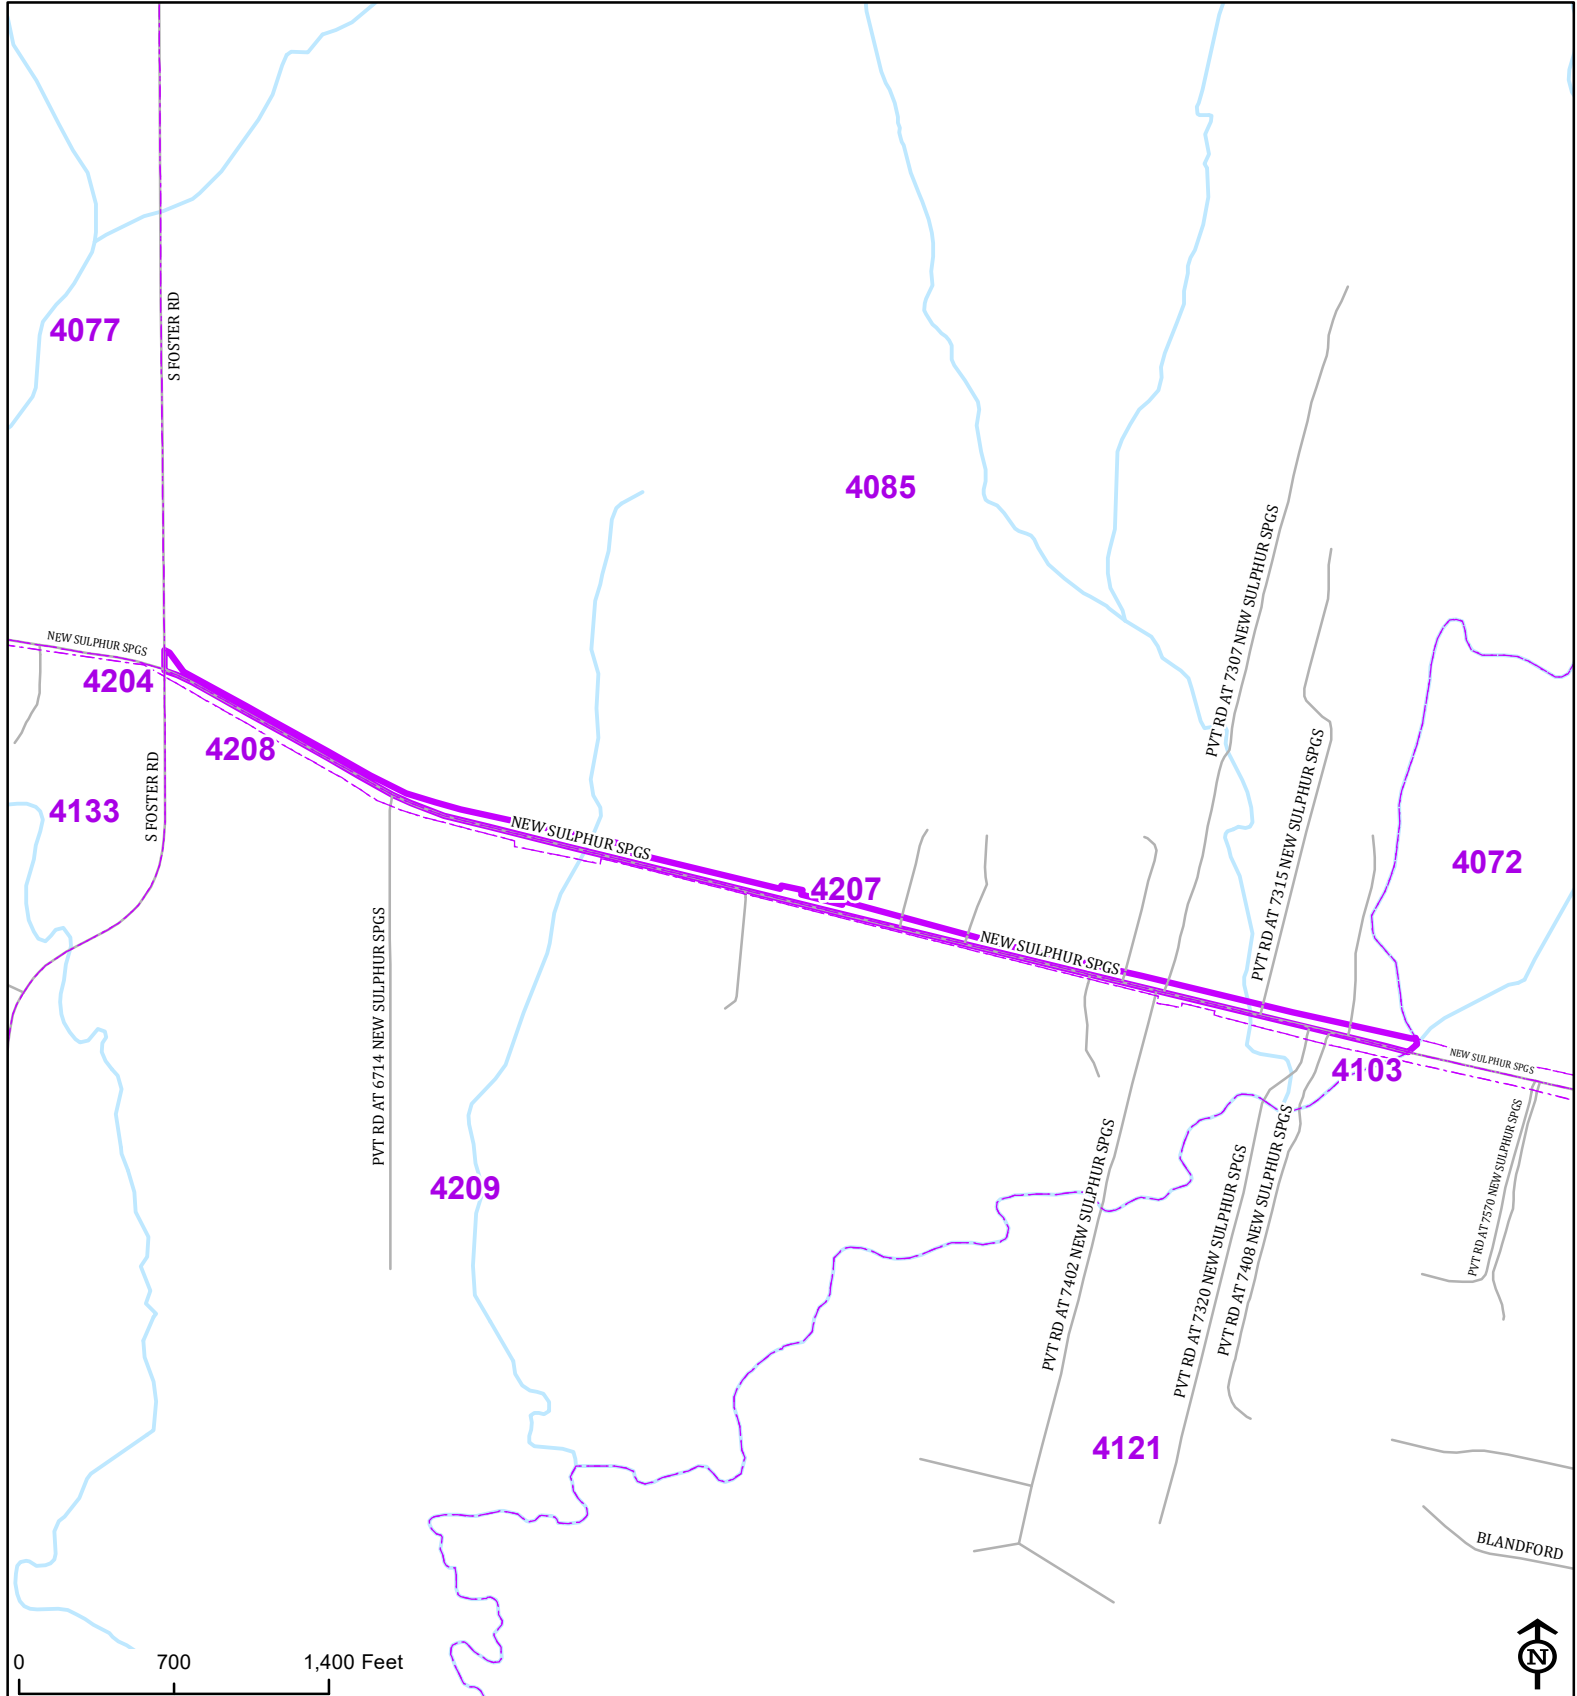 4077
S FOSTER RD
4085
PVT RD AT 7307 NEW SULPHUR SPGS
NEW SULPHUR SPGS
4204
4208
S FOSTER RD
4133
PVT RD AT 7315 NEW SULPHUR SPGS
NEW SULPHUR SPGS
4072
4207
PVT RD AT 6714 NEW SULPHUR SPGS
NEW SULPHUR SPGS
NEW SULPHUR SPGS
4103
4209
PVT RD AT 7402 NEW SULPHUR SPGS
PVT RD AT 7320 NEW SULPHUR SPGS
PVT RD AT 7408 NEW SULPHUR SPGS
PVT RD AT 7570 NEW SULPHUR SPGS
4121
BLANDFORD
0 700 1,400 Feet
N